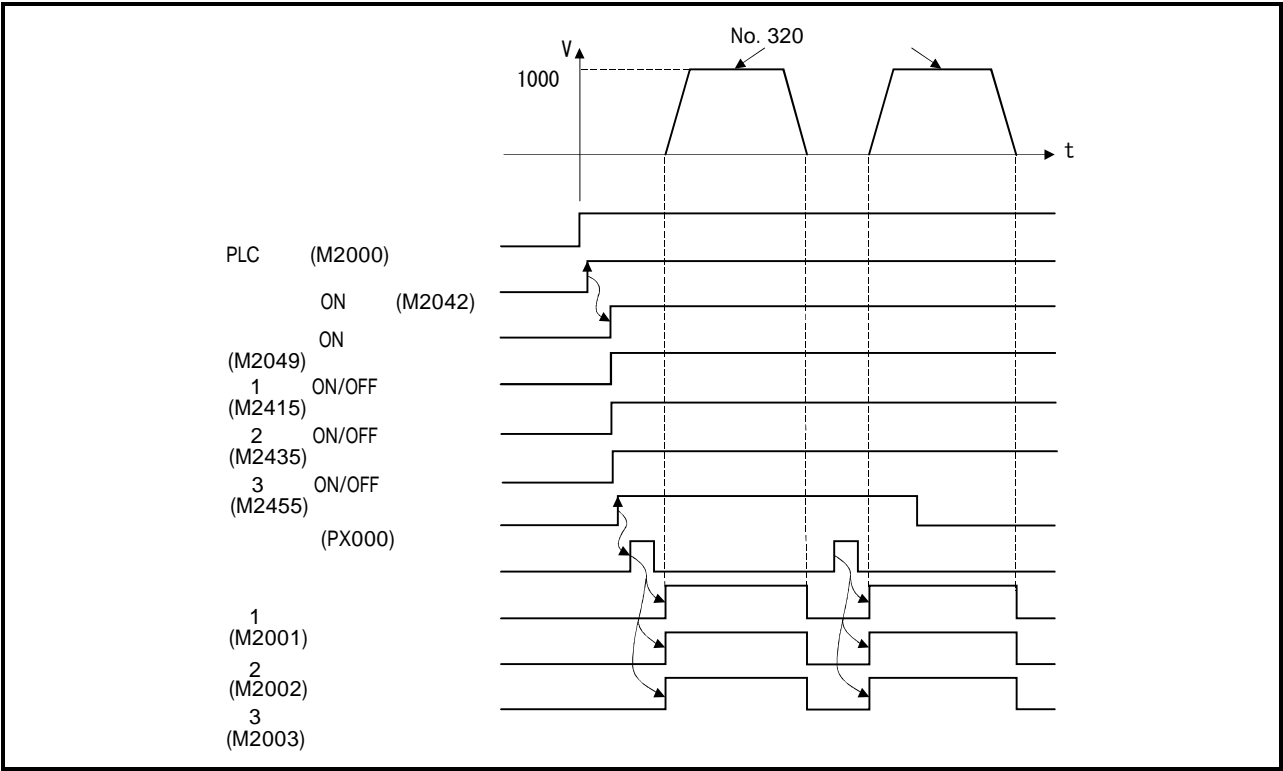 V
No. 320
1000
t
PLC (M2000)
ON (M2042)
ON
(M2049)
1 ON/OFF
(M2415)
2 ON/OFF
(M2435)
3 ON/OFF
(M2455)
(PX000)
1
(M2001)
2
(M2002)
3
(M2003)